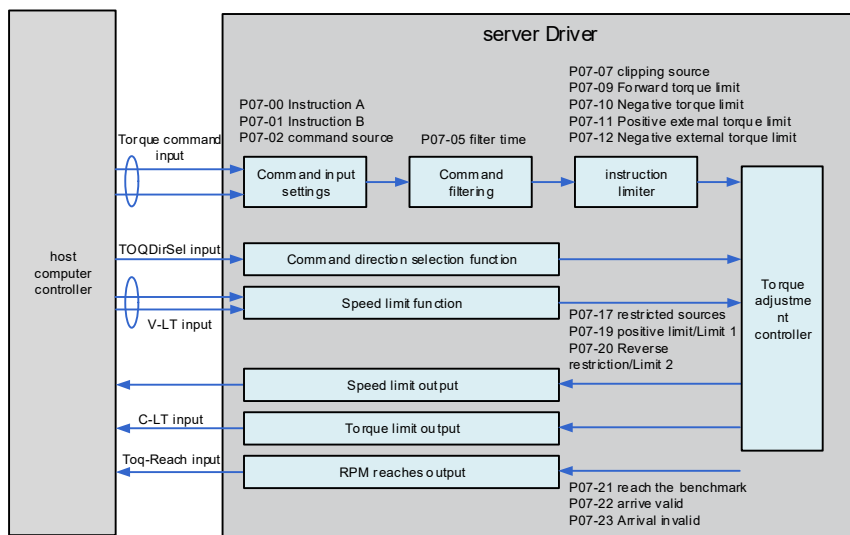 server Driver
P07-00 Instruction A
P07-01 Instruction B
P07-02 command source
P07-05 filter time
P07-07 clipping source
P07-09 Forward torque limit
P07-10 Negative torque limit
P07-11 Positive external torque limit
P07-12 Negative external torque limit
Torque command
input
Command input
settings
Command
filtering
instruction
limiter
host
computer
controller
TOQDirSel input
Command direction selection function
Speed limit function
V-LT input
P07-17 restricted sources
P07-19 positive limit/Limit 1
P07-20 Reverse
restriction/Limit 2
Torque
adjustme
nt
controller
Speed limit output
C-LT input
Torque limit output
Toq-Reach input
RPM reaches output
P07-21 reach the benchmark
P07-22 arrive valid
P07-23 Arrival invalid